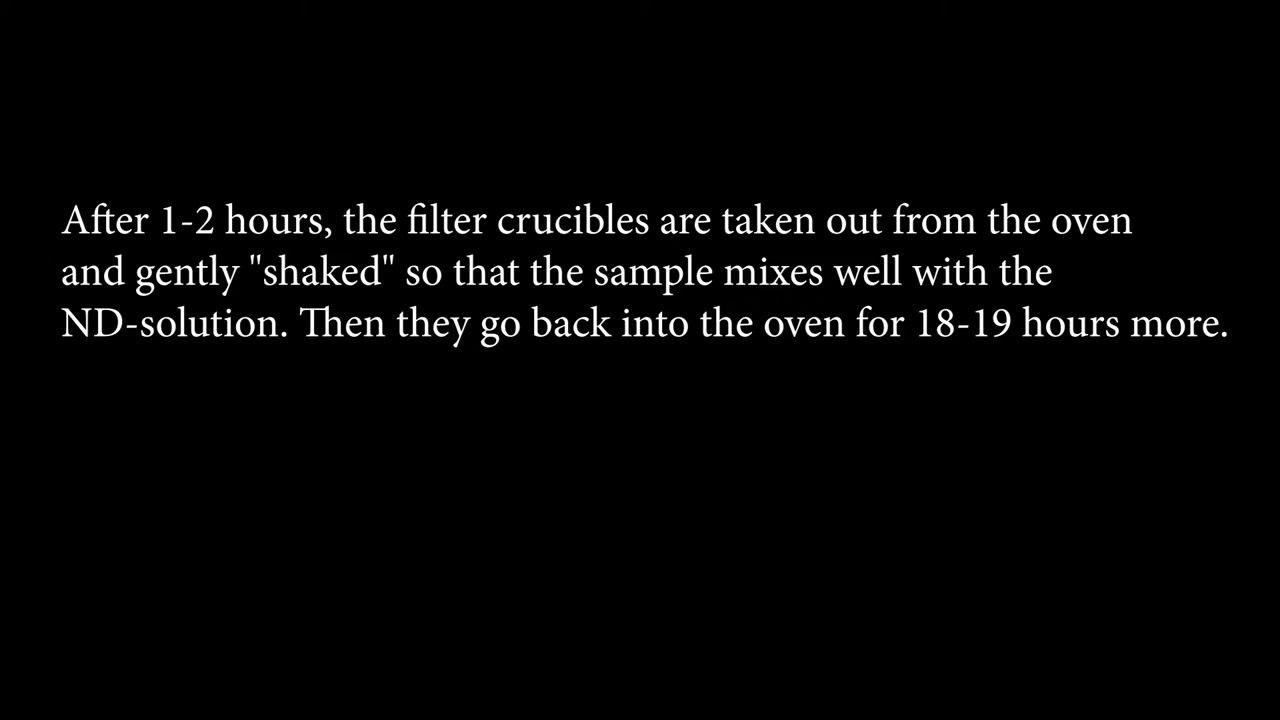 After 1-2 hours, the filter crucibles are taken out from the oven
and gently "shaked" so that the sample mixes well with the
ND-solution. Then they go back into the oven for 18-19 hours more.